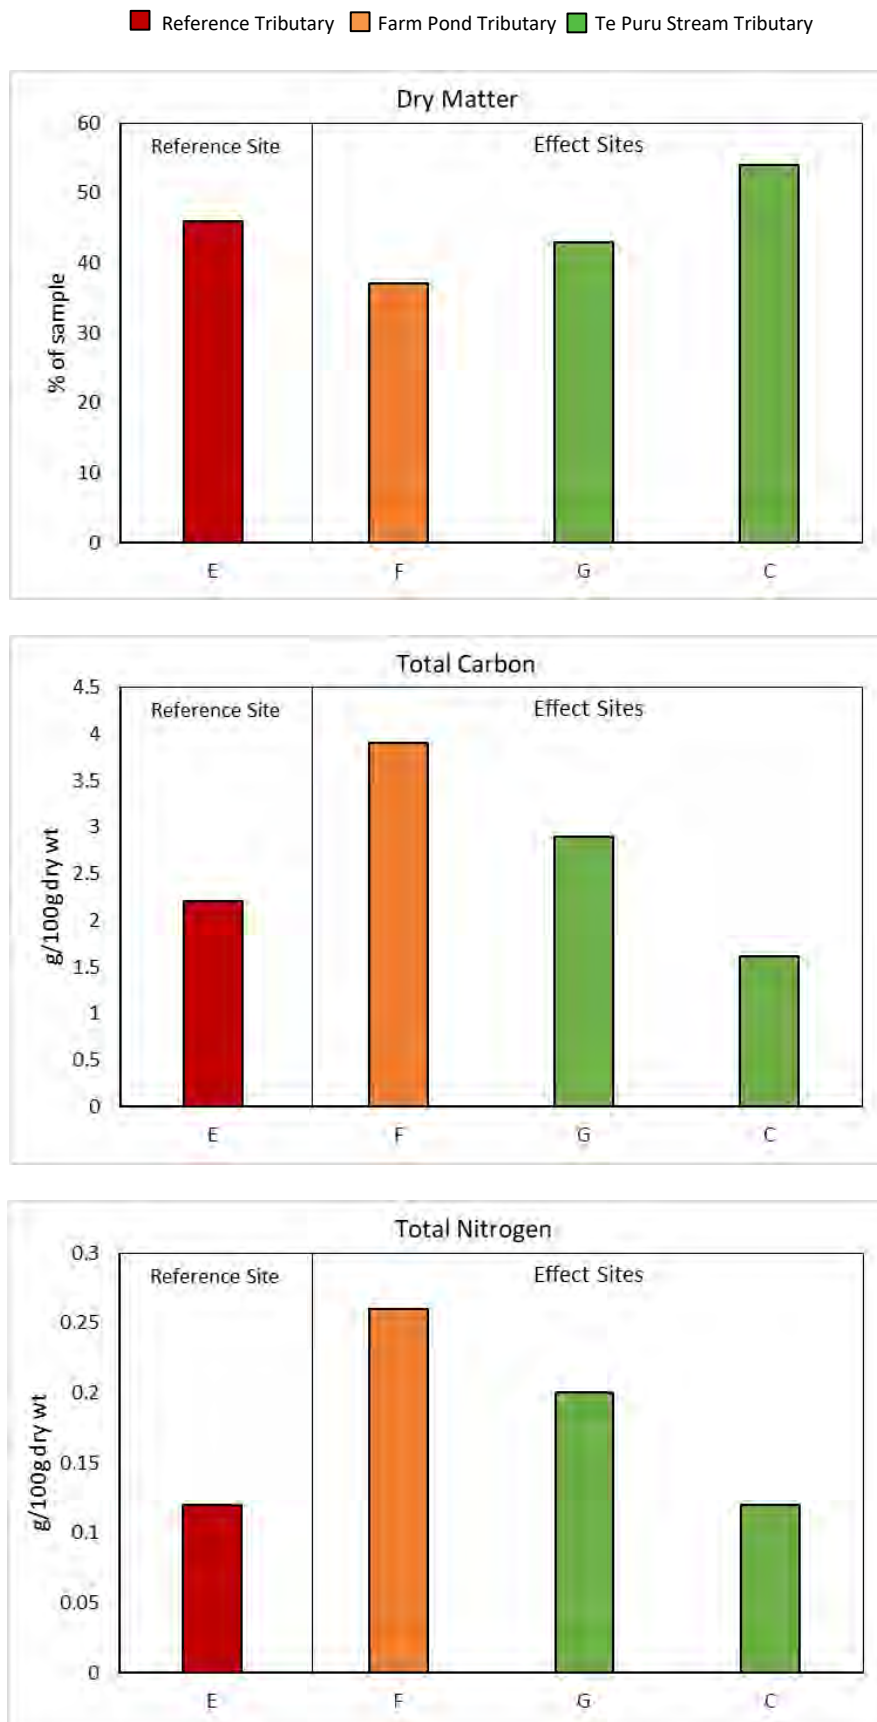 Reference Tributary Farm Pond Tributary Te Puru Stream Tributary
Dry Matter
Reference Site Effect Sites
60
50
40
30
20
10
0
% of sample
E F G C
Total Carbon
Reference Site Effect Sites
4.5
4
3.5
3
2.5
2
1.5
1
0.5
0
g/100g dry wt
E F G C
Total Nitrogen
Reference Site Effect Sites
0.3
0.25
0.2
0.15
0.1
0.05
0
g/100g dry wt
E F G C